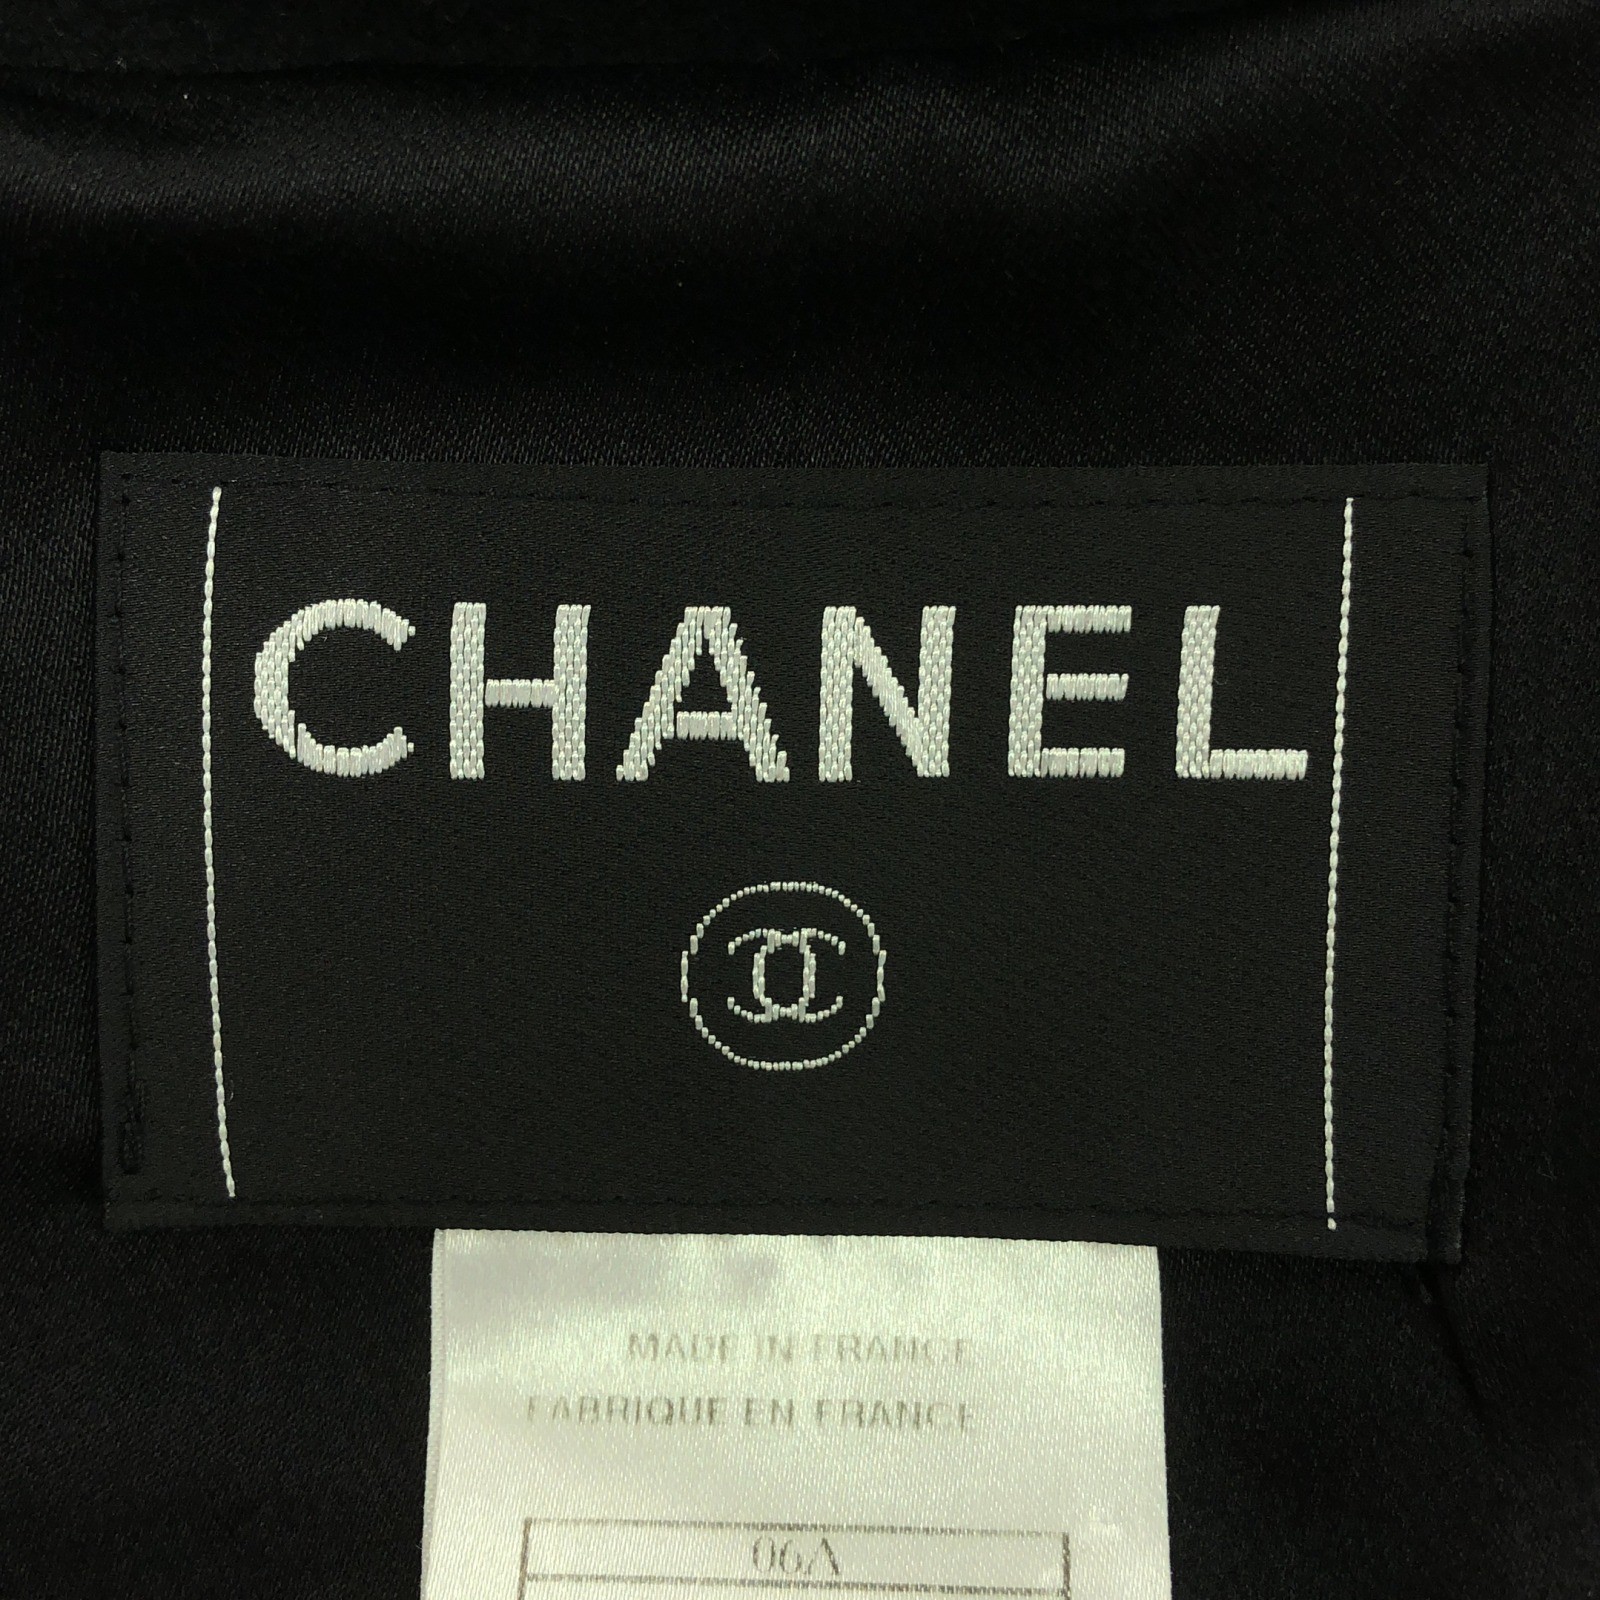 CHANEL
MADE IN FRANCE
FABRIQUE EN FRANCE
06A